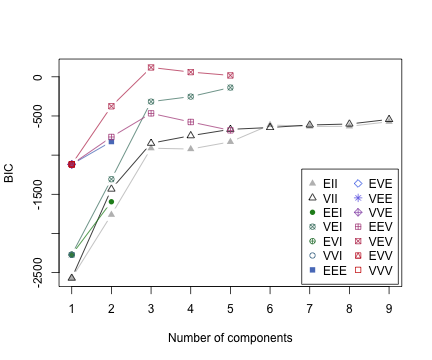 BIC
0
-500
-1500
-2500
1 2 3 4 5 6 7 8 9
Number of components
EII EVE
VII VEE
EEI VVE
VEI EEV
EVI VEV
VVI EVV
EEE VVV